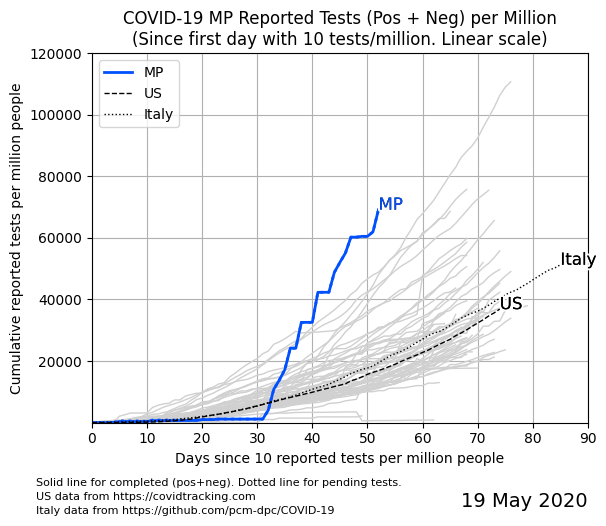 COVID-19 MP Reported Tests (Pos + Neg) per Million
(Since first day with 10 tests/million. Linear scale)
Cumulative reported tests per million people
120000
100000
80000
60000
40000
20000
MP
US
Italy
MP
Italy
US
0 10 20 30 40 50 60 70 80 90
Days since 10 reported tests per million people
Solid line for completed (pos+neg). Dotted line for pending tests.
US data from https://covidtracking.com
Italy data from https://github.com/pcm-dpc/COVID-19
19 May 2020